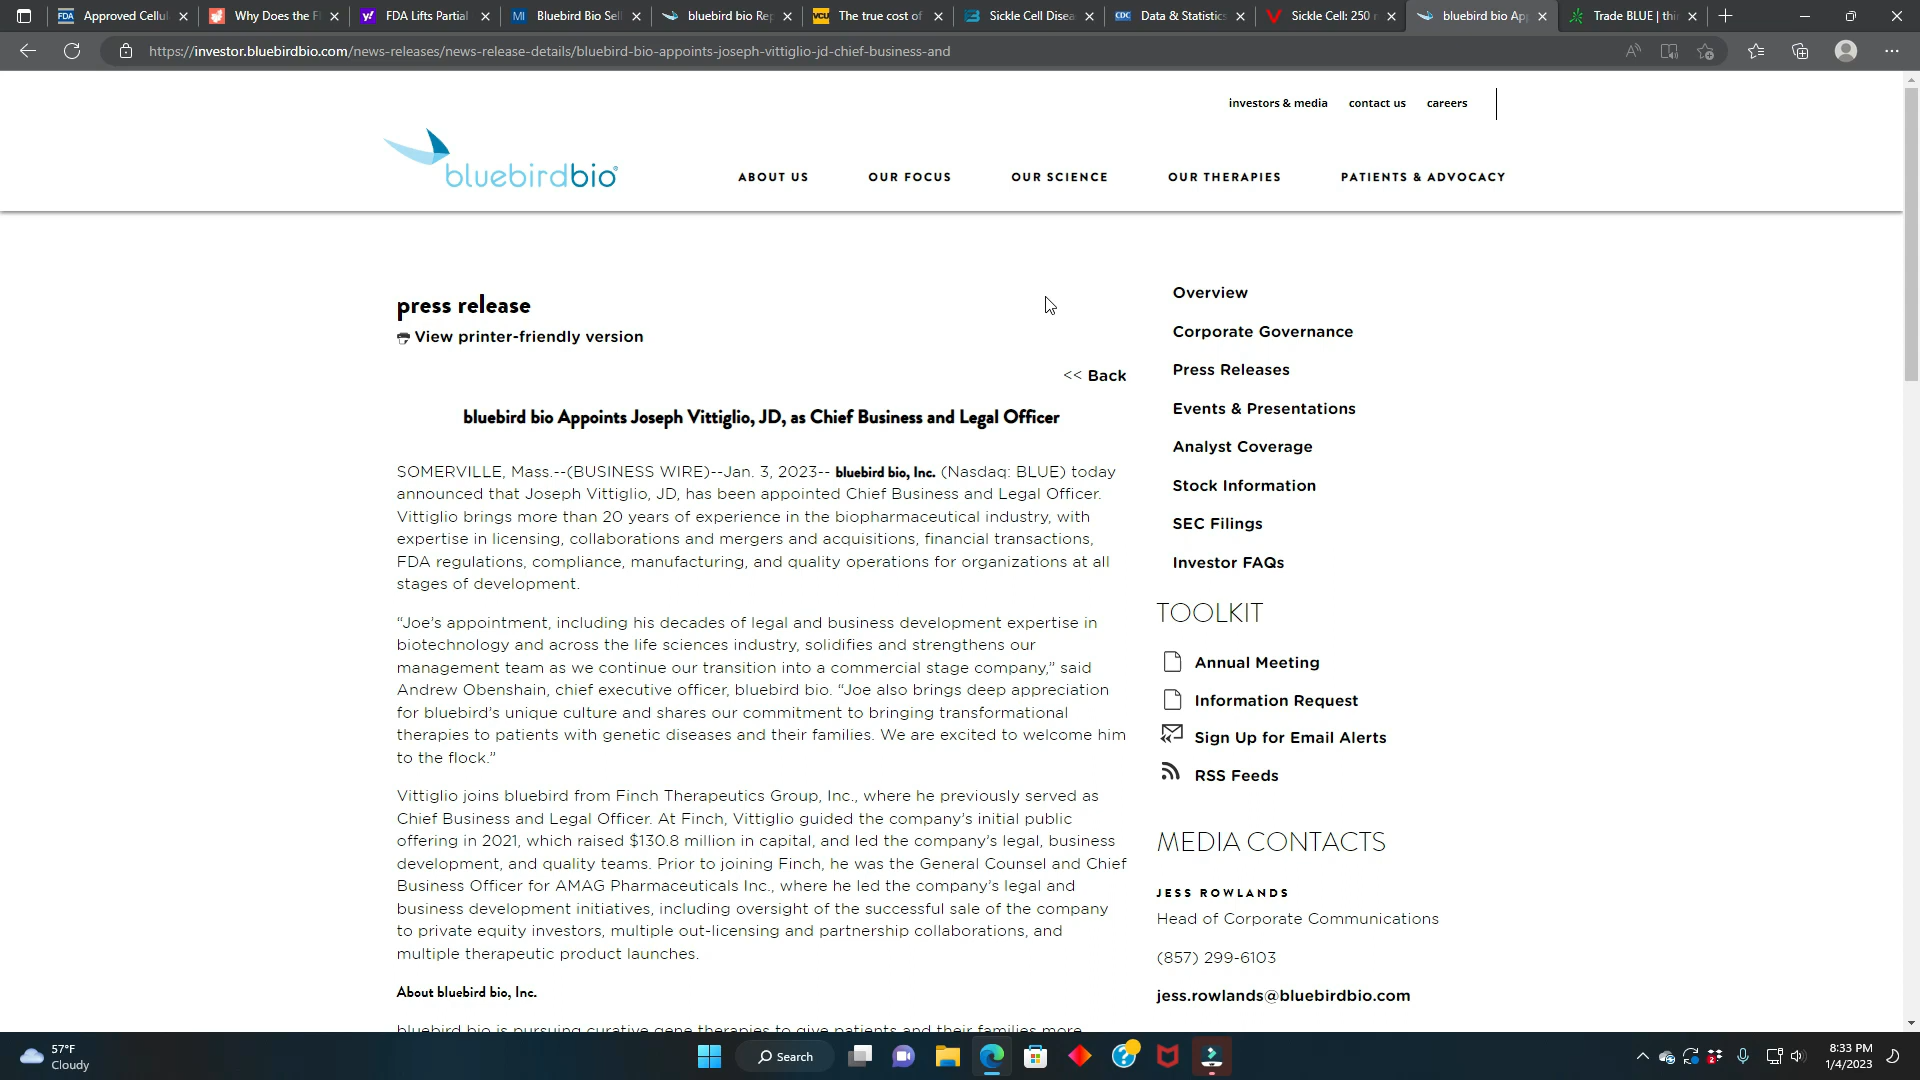 Approved Cellul
Why Does the F
FDA Lifts Partial
Bluebird Bio Sel
bluebird bio Rep
The true cost of
Sickle Cell Disea
Data & Statistics
Sickle Cell: 250
bluebird bio Ap
Trade BLUE | thi
https://investor.bluebirdbio.com/news-releases/news-release-details/bluebird-bio-appoints-joseph-vittiglio-jd-chief-business-and
investors & media contact us careers
bluebirdbio
ABOUT US OUR FOCUS OUR SCIENCE OUR THERAPIES PATIENTS & ADVOCACY
press release
View printer-friendly version
<< Back
bluebird bio Appoints Joseph Vittiglio, JD, as Chief Business and Legal Officer
SOMERVILLE, Mass.--(BUSINESS WIRE)--Jan. 3, 2023-- bluebird bio, Inc. (Nasdaq: BLUE) today
announced that Joseph Vittiglio, JD, has been appointed Chief Business and Legal Officer.
Vittiglio brings more than 20 years of experience in the biopharmaceutical industry, with
expertise in licensing, collaborations and mergers and acquisitions, financial transactions,
FDA regulations, compliance, manufacturing, and quality operations for organizations at all
stages of development.
“Joe's appointment, including his decades of legal and business development expertise in
biotechnology and across the life sciences industry, solidifies and strengthens our
management team as we continue our transition into a commercial stage company,” said
Andrew Obenshain, chief executive officer, bluebird bio. “Joe also brings deep appreciation
for bluebird's unique culture and shares our commitment to bringing transformational
therapies to patients with genetic diseases and their families. We are excited to welcome him
to the flock.”
Vittiglio joins bluebird from Finch Therapeutics Group, Inc., where he previously served as
Chief Business and Legal Officer. At Finch, Vittiglio guided the company's initial public
offering in 2021, which raised $130.8 million in capital, and led the company's legal, business
development, and quality teams. Prior to joining Finch, he was the General Counsel and Chief
Business Officer for AMAG Pharmaceuticals Inc., where he led the company's legal and
business development initiatives, including oversight of the successful sale of the company
to private equity investors, multiple out-licensing and partnership collaborations, and
multiple therapeutic product launches.
About bluebird bio, Inc.
bluebird bio is pursuing curative gene therapies to give patients and their families more
Overview
Corporate Governance
Press Releases
Events & Presentations
Analyst Coverage
Stock Information
SEC Filings
Investor FAQs
TOOLKIT
Annual Meeting
Information Request
Sign Up for Email Alerts
RSS Feeds
MEDIA CONTACTS
JESS ROWLANDS
Head of Corporate Communications
(857) 299-6103
jess.rowlands@bluebirdbio.com
57°F
Cloudy
Search
8:33 PM
1/4/2023